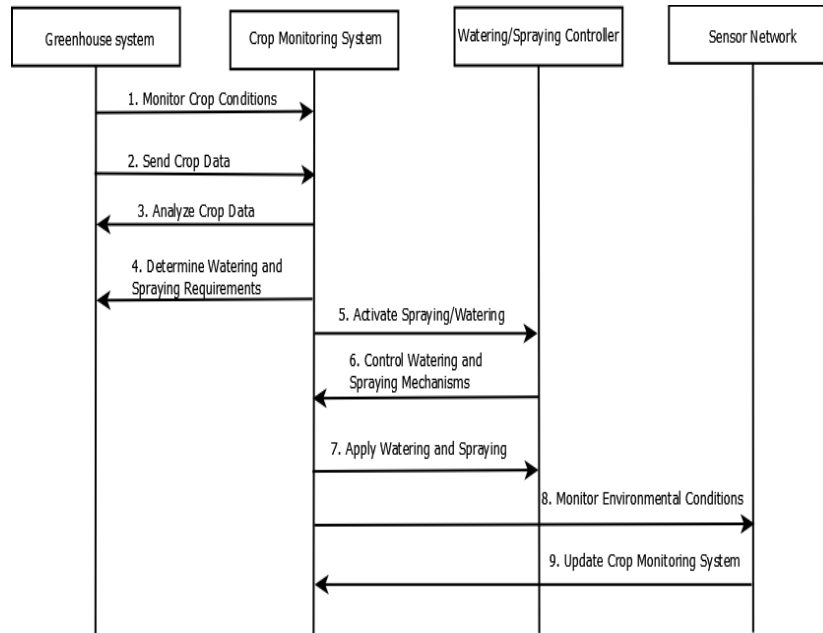 Greenhouse system
Crop Monitoring System
Watering/Spraying Controller
Sensor Network
1. Monitor Crop Conditions
2. Send Crop Data
3. Analyze Crop Data
4. Determine Watering and
Spraying Requirements
5. Activate Spraying/Watering
6. Control Watering and
Spraying Mechanisms
7. Apply Watering and Spraying
8. Monitor Environmental Conditions
9. Update Crop Monitoring System